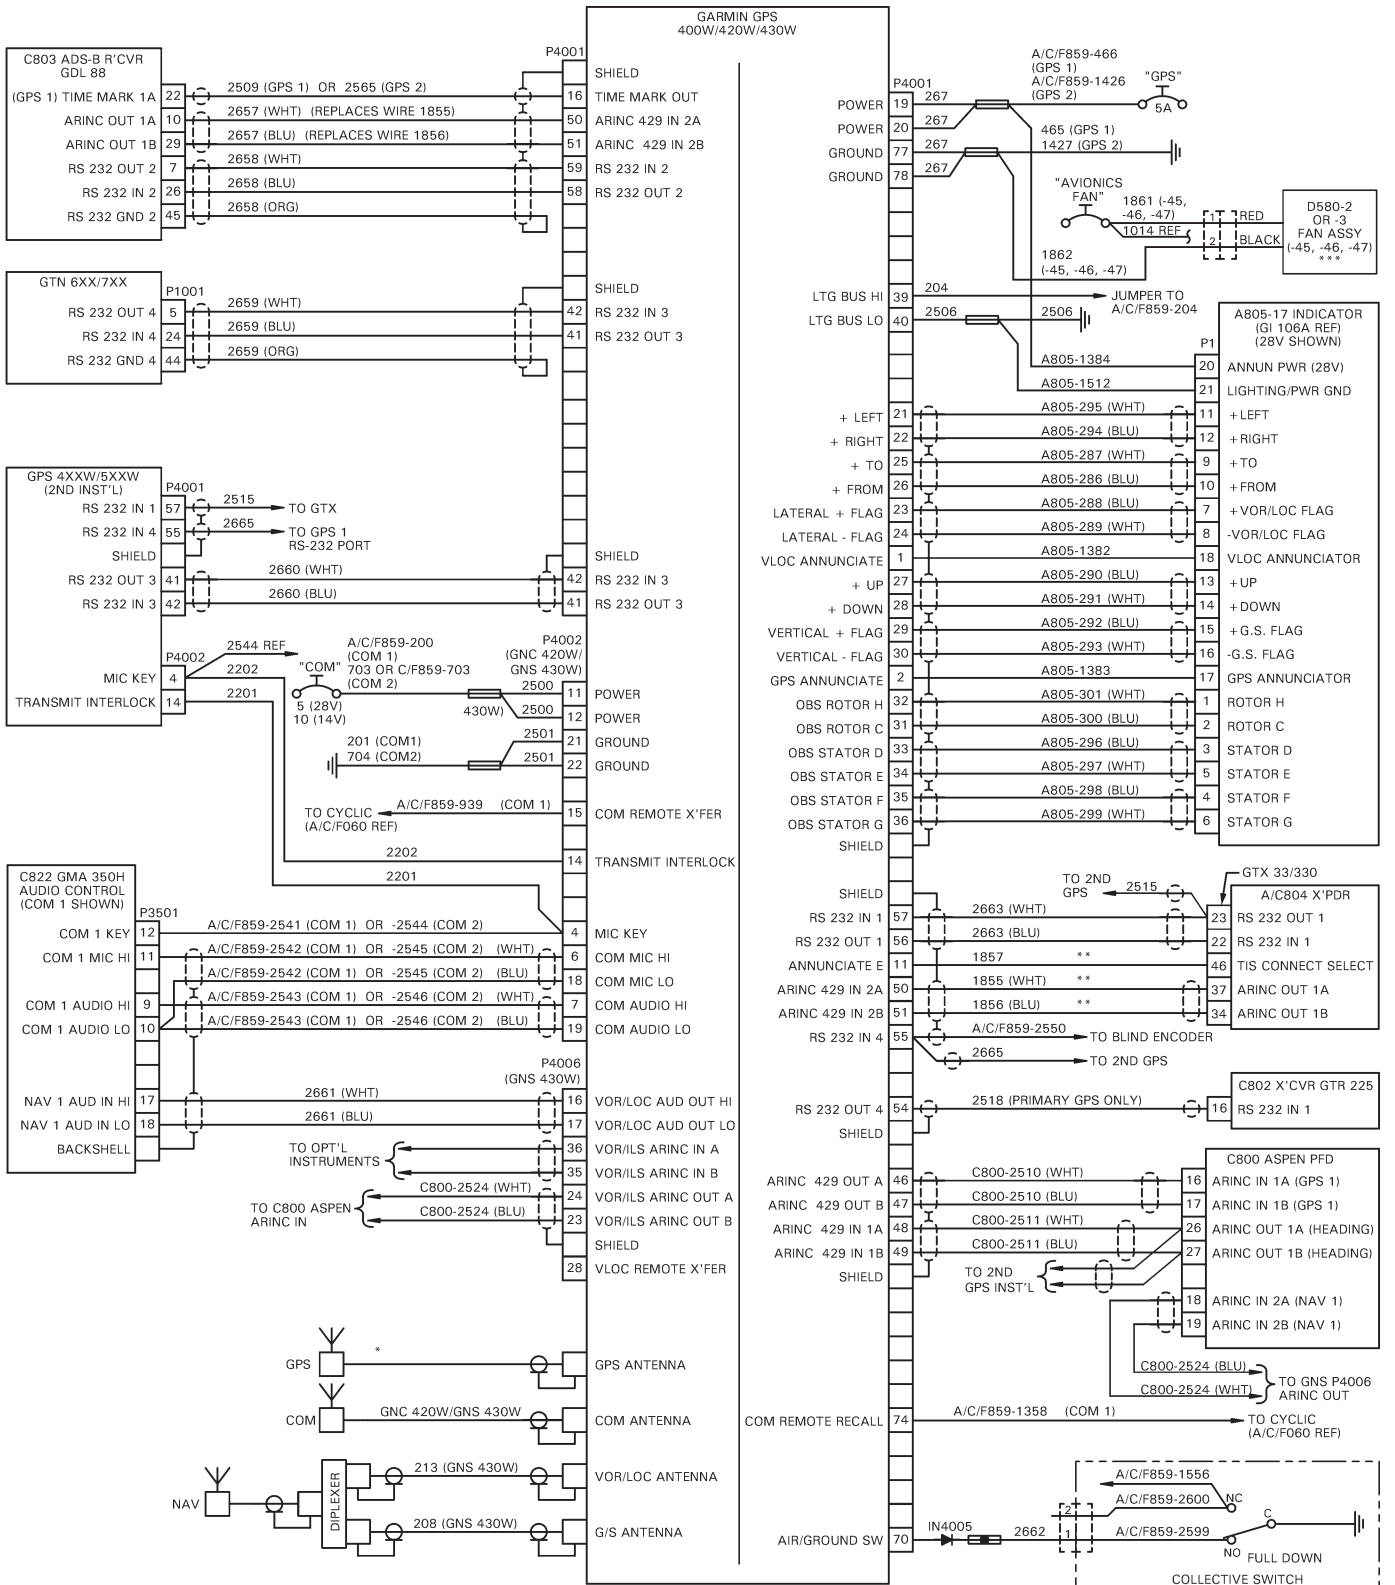 GARMIN GPS
400W/420W/430W
C803 ADS-B R'CVR
GDL 88
(GPS 1) TIME MARK 1A 22
ARINC OUT 1A 10
ARINC OUT 1B 29
RS 232 OUT 2 7
RS 232 IN 2 26
RS 232 GND 2 45
2509 (GPS 1) OR 2565 (GPS 2)
2657 (WHT) (REPLACES WIRE 1855)
2657 (BLU) (REPLACES WIRE 1856)
2658 (WHT)
2658 (BLU)
2658 (ORG)
P4001
SHIELD
16 TIME MARK OUT
50 ARINC 429 IN 2A
51 ARINC 429 IN 2B
59 RS 232 IN 2
58 RS 232 OUT 2
GTN 6XX/7XX
P1001
RS 232 OUT 4 5
RS 232 IN 4 24
RS 232 GND 4 44
2659 (WHT)
2659 (BLU)
2659 (ORG)
SHIELD
42 RS 232 IN 3
41 RS 232 OUT 3
GPS 4XXW/5XXW
(2ND INST'L)
P4001
RS 232 IN 1 57
RS 232 IN 4 55
SHIELD
RS 232 OUT 3 41
RS 232 IN 3 42
2515
TO GTX
2665
TO GPS 1
RS-232 PORT
2660 (WHT)
2660 (BLU)
SHIELD
42 RS 232 IN 3
41 RS 232 OUT 3
P4002
MIC KEY 4
TRANSMIT INTERLOCK 14
2544 REF
2202
2201
"COM"
5 (28V)
10 (14V)
A/C/F859-200
(COM 1)
703 OR C/F859-703
(COM 2)
430W)
2500
2500
2501
2501
201 (COM1)
704 (COM2)
P4002
(GNC 420W/
GNS 430W)
11 POWER
12 POWER
21 GROUND
22 GROUND
TO CYCLIC
(A/C/F060 REF)
A/C/F859-939 (COM 1)
15 COM REMOTE X'FER
2202
14 TRANSMIT INTERLOCK
2201
C822 GMA 350H
AUDIO CONTROL
(COM 1 SHOWN)
P3501
COM 1 KEY 12
COM 1 MIC HI 11
COM 1 AUDIO HI 9
COM 1 AUDIO LO 10
NAV 1 AUD IN HI 17
NAV 1 AUD IN LO 18
BACKSHELL
A/C/F859-2541 (COM 1) OR -2544 (COM 2)
A/C/F859-2542 (COM 1) OR -2545 (COM 2) (WHT)
A/C/F859-2542 (COM 1) OR -2545 (COM 2) (BLU)
A/C/F859-2543 (COM 1) OR -2546 (COM 2) (WHT)
A/C/F859-2543 (COM 1) OR -2546 (COM 2) (BLU)
4 MIC KEY
6 COM MIC HI
18 COM MIC LO
7 COM AUDIO HI
19 COM AUDIO LO
P4006
(GNS 430W)
2661 (WHT)
2661 (BLU)
16 VOR/LOC AUD OUT HI
17 VOR/LOC AUD OUT LO
TO OPT'L
INSTRUMENTS
36 VOR/ILS ARINC IN A
35 VOR/ILS ARINC IN B
TO C800 ASPEN
ARINC IN
C800-2524 (WHT)
C800-2524 (BLU)
24 VOR/ILS ARINC OUT A
23 VOR/ILS ARINC OUT B
SHIELD
28 VLOC REMOTE X'FER
GPS
*
GPS ANTENNA
COM
GNC 420W/GNS 430W
COM ANTENNA
NAV
DIPLEXER
213 (GNS 430W)
VOR/LOC ANTENNA
208 (GNS 430W)
G/S ANTENNA
P4001
POWER 19
POWER 20
GROUND 77
GROUND 78
267
267
267
267
A/C/F859-466
(GPS 1)
A/C/F859-1426
(GPS 2)
"GPS"
5A
465 (GPS 1)
1427 (GPS 2)
"AVIONICS
FAN"
1861 (-45,
-46, -47)
1014 REF
1862
(-45, -46, -47)
1 RED
2 BLACK
D580-2
OR -3
FAN ASSY
(-45, -46, -47)
***
LTG BUS HI 39
LTG BUS LO 40
204
JUMPER TO
A/C/F859-204
2506
2506
A805-17 INDICATOR
(GI 106A REF)
(28V SHOWN)
P1
A805-1384 20 ANNUN PWR (28V)
A805-1512 21 LIGHTING/PWR GND
+ LEFT 21 A805-295 (WHT) 11 +LEFT
+ RIGHT 22 A805-294 (BLU) 12 +RIGHT
+ TO 25 A805-287 (WHT) 9 +TO
+ FROM 26 A805-286 (BLU) 10 +FROM
LATERAL + FLAG 23 A805-288 (BLU) 7 +VOR/LOC FLAG
LATERAL - FLAG 24 A805-289 (WHT) 8 -VOR/LOC FLAG
VLOC ANNUNCIATE 1 A805-1382 18 VLOC ANNUNCIATOR
+ UP 27 A805-290 (BLU) 13 +UP
+ DOWN 28 A805-291 (WHT) 14 +DOWN
VERTICAL + FLAG 29 A805-292 (BLU) 15 +G.S. FLAG
VERTICAL - FLAG 30 A805-293 (WHT) 16 -G.S. FLAG
GPS ANNUNCIATE 2 A805-1383 17 GPS ANNUNCIATOR
OBS ROTOR H 32 A805-301 (WHT) 1 ROTOR H
OBS ROTOR C 31 A805-300 (BLU) 2 ROTOR C
OBS STATOR D 33 A805-296 (BLU) 3 STATOR D
OBS STATOR E 34 A805-297 (WHT) 5 STATOR E
OBS STATOR F 35 A805-298 (BLU) 4 STATOR F
OBS STATOR G 36 A805-299 (WHT) 6 STATOR G
SHIELD
TO 2ND
GPS
2515
GTX 33/330
A/C804 X'PDR
SHIELD
RS 232 IN 1 57 2663 (WHT) 23 RS 232 OUT 1
RS 232 OUT 1 56 2663 (BLU) 22 RS 232 IN 1
ANNUNCIATE E 11 1857 ** 46 TIS CONNECT SELECT
ARINC 429 IN 2A 50 1855 (WHT) ** 37 ARINC OUT 1A
ARINC 429 IN 2B 51 1856 (BLU) ** 34 ARINC OUT 1B
RS 232 IN 4 55 A/C/F859-2550 TO BLIND ENCODER
2665 TO 2ND GPS
C802 X'CVR GTR 225
RS 232 OUT 4 54 2518 (PRIMARY GPS ONLY) 16 RS 232 IN 1
SHIELD
C800 ASPEN PFD
ARINC 429 OUT A 46 C800-2510 (WHT) 16 ARINC IN 1A (GPS 1)
ARINC 429 OUT B 47 C800-2510 (BLU) 17 ARINC IN 1B (GPS 1)
ARINC 429 IN 1A 48 C800-2511 (WHT) 26 ARINC OUT 1A (HEADING)
ARINC 429 IN 1B 49 C800-2511 (BLU) 27 ARINC OUT 1B (HEADING)
SHIELD
TO 2ND
GPS INST'L
18 ARINC IN 2A (NAV 1)
19 ARINC IN 2B (NAV 1)
C800-2524 (BLU)
C800-2524 (WHT)
TO GNS P4006
ARINC OUT
COM REMOTE RECALL 74 A/C/F859-1358 (COM 1)
TO CYCLIC
(A/C/F060 REF)
A/C/F859-1556
2 A/C/F859-2600 NC
C
AIR/GROUND SW 70 IN4005 2662 1 A/C/F859-2599
NO
FULL DOWN
COLLECTIVE SWITCH